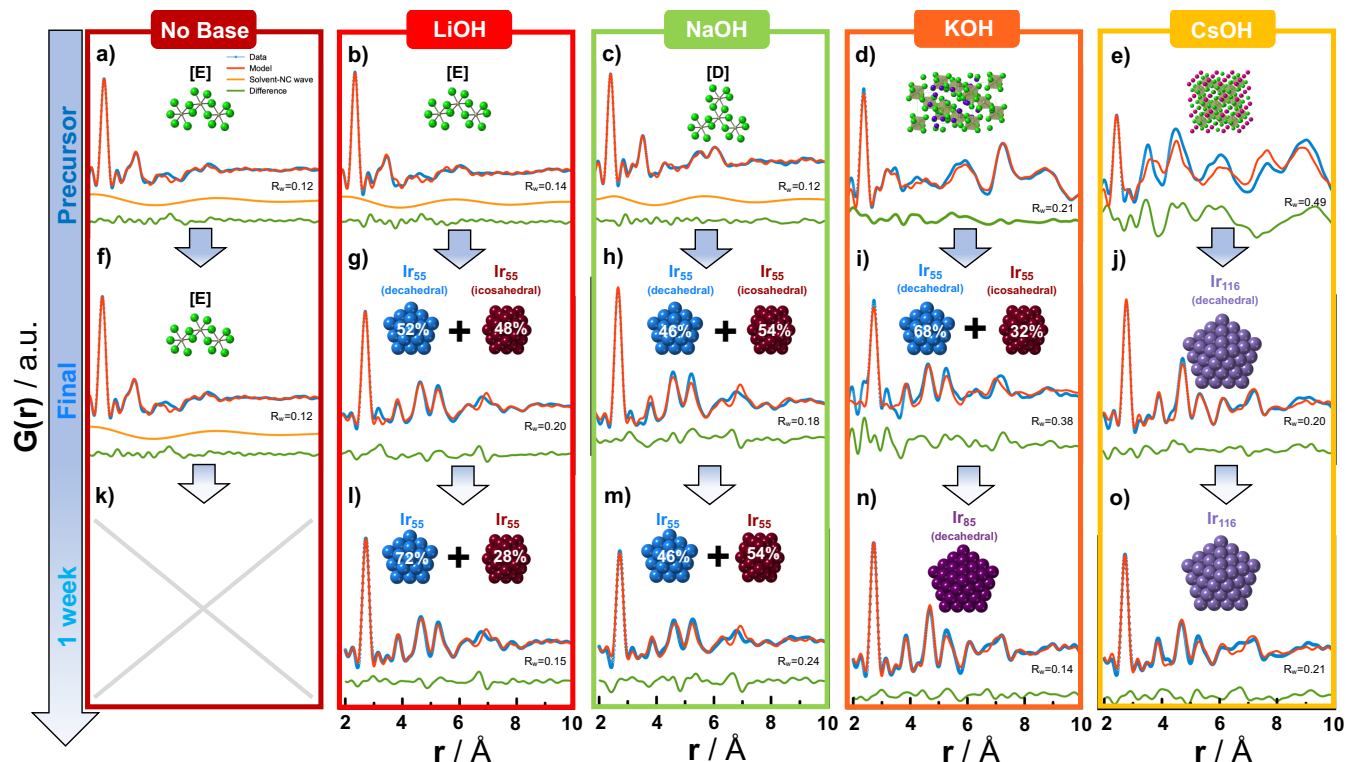 No Base
LiOH
NaOH
KOH
CsOH
Precursor
Final
1 week
G(r) / a.u.
a)
Data
Model
Solvent-NC wave
Difference
[E]
Rw=0.12
b)
[E]
Rw=0.14
c)
[D]
Rw=0.12
d)
Rw=0.21
e)
Rw=0.49
f)
[E]
Rw=0.12
g)
Ir55
(decahedral)
52%
+
Ir55
(icosahedral)
48%
Rw=0.20
h)
Ir55
(decahedral)
46%
+
Ir55
(icosahedral)
54%
Rw=0.18
i)
Ir55
(decahedral)
68%
+
Ir55
(icosahedral)
32%
Rw=0.38
j)
Ir116
(decahedral)
Rw=0.20
k)
l)
Ir55
72%
+
Ir55
28%
Rw=0.15
m)
Ir55
46%
+
Ir55
54%
Rw=0.24
n)
Ir85
(decahedral)
Rw=0.14
o)
Ir116
Rw=0.21
2 4 6 8 10
2 4 6 8 10
2 4 6 8 10
2 4 6 8 10
r / Å
r / Å
r / Å
r / Å